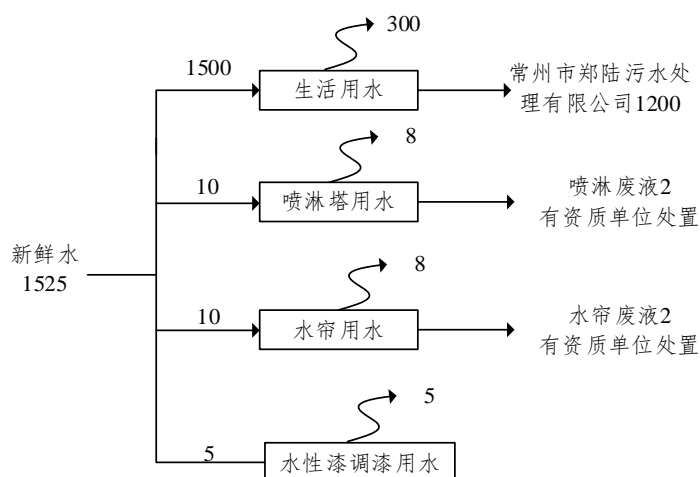 300
1500
生活用水
常州市郑陆污水处
理有限公司1200
8
10
喷淋塔用水
喷淋废液2
有资质单位处置
新鲜水
1525
8
10
水帘用水
水帘废液2
有资质单位处置
5
5
水性漆调漆用水